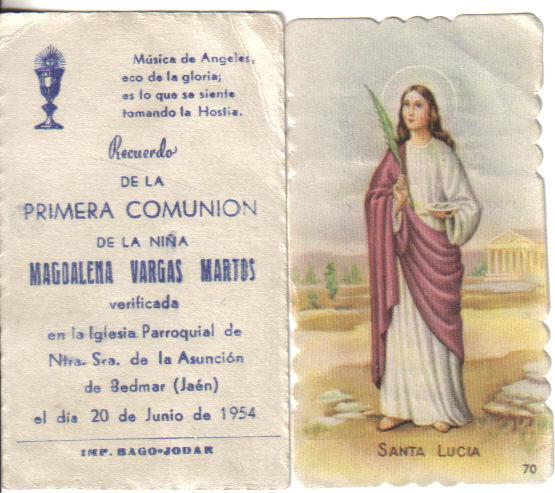 Música de Angeles,
eco de la gloria;
es lo que se siente
tomando la Hostia.
Recuerdo
DE LA
PRIMERA COMUNION
DE LA NIÑA
MAGDALENA VARGAS MARTOS
verificada
en la Iglesia Parroquial de
Ntra. Sra. de la Asunción
de Bedmar (Jaén)
el día 20 de Junio de 1954
IMP. BAGO-JODAR
SANTA LUCIA
70